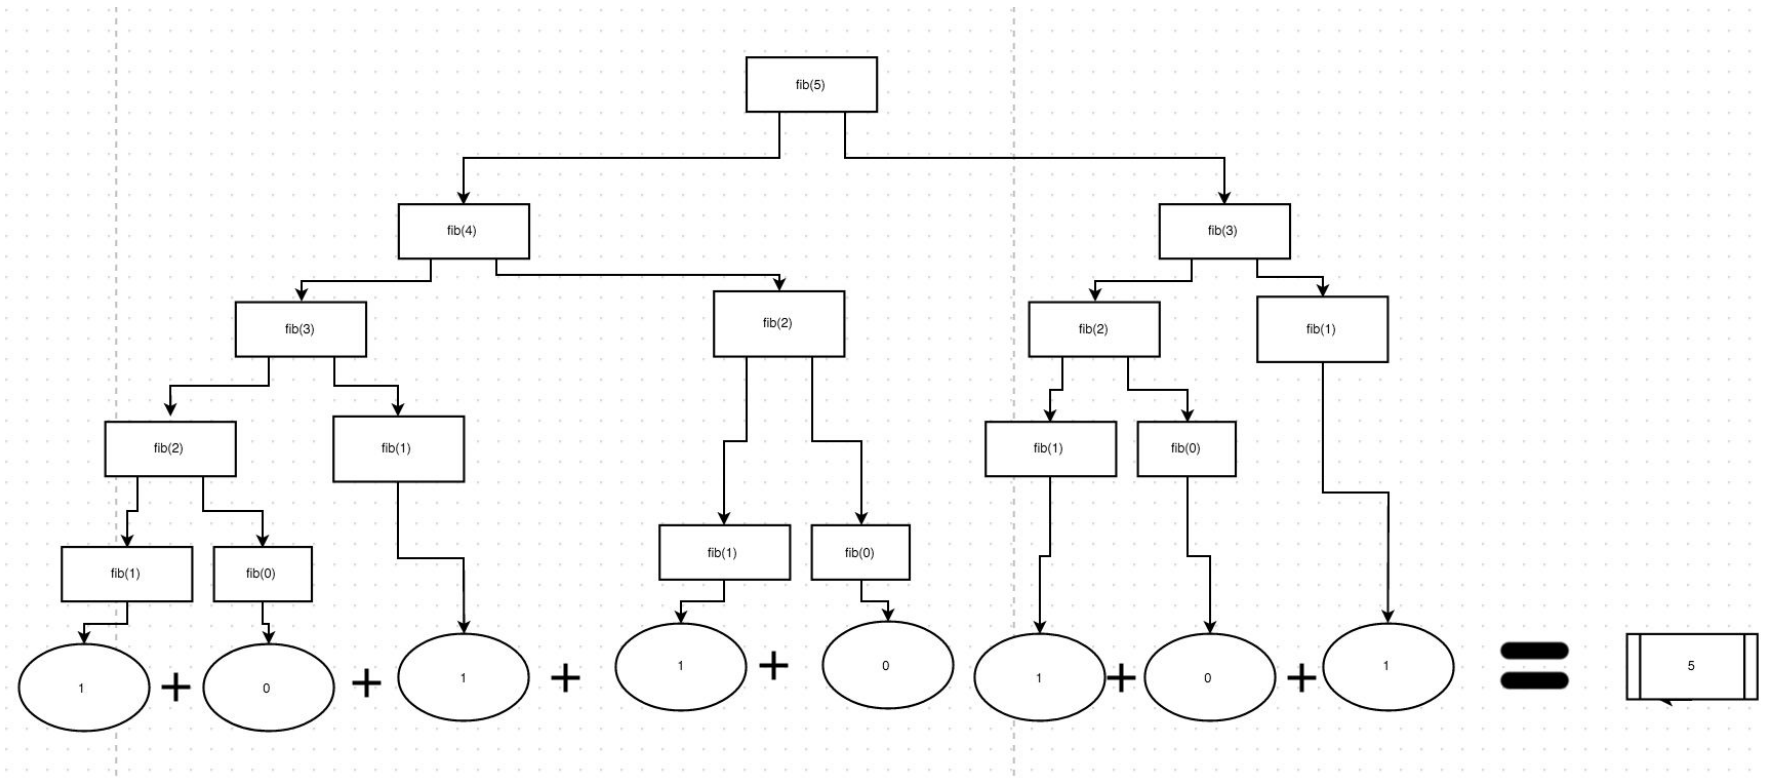 fib(5)
fib(4)
fib(3)
fib(3)
fib(2)
fib(2)
fib(1)
fib(2)
fib(1)
fib(1)
fib(0)
fib(1)
fib(0)
fib(1)
fib(0)
1 + 0 + 1 + 1 + 0 1 + 0 + 1 = 5